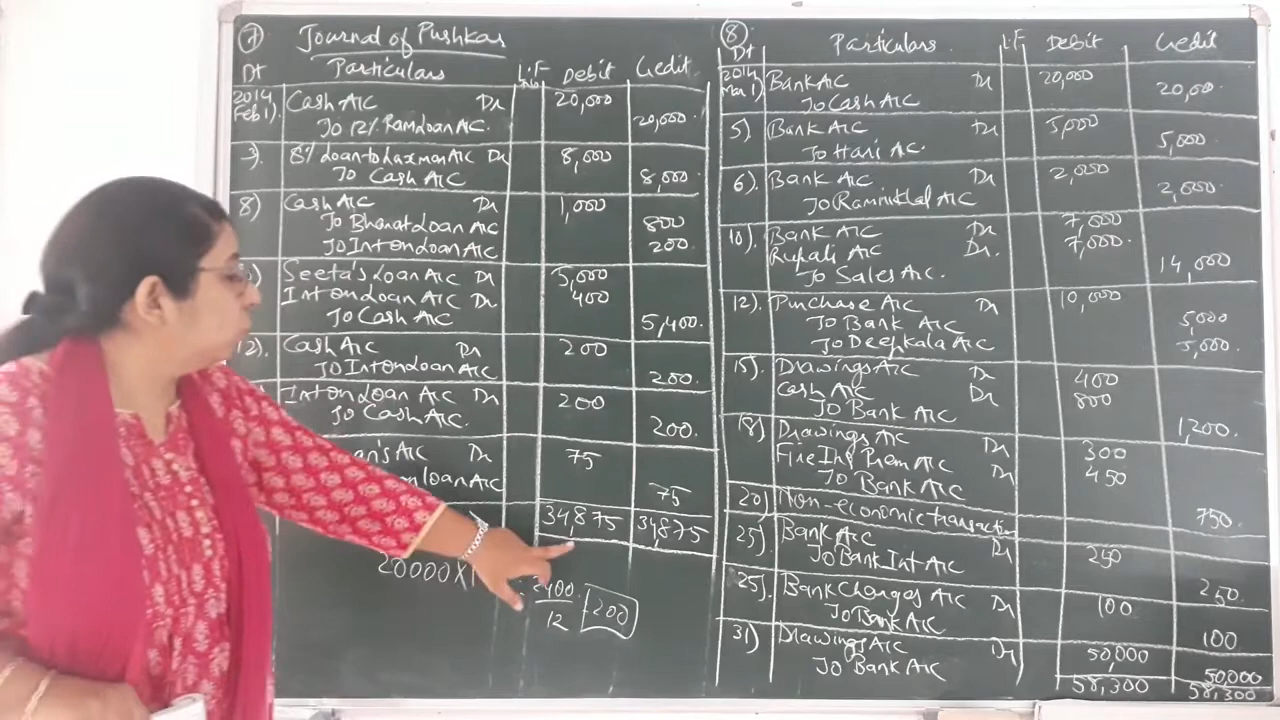 7
Journal of Pushkar
Dt Particulars L.F No Debit Credit
2014
Feb 1). Cash A/C Dr 20,000
To 12% Ram Loan A/C. 20,000.
3). 8% Loan to Laxman A/C Dr 8,000
To Cash A/C 8,000
8) Cash A/C Dr 1,000
To Bharat Loan A/C 800
To Int on Loan A/C 200.
Seeta's Loan A/C Dr 5,000
Int on Loan A/C Dr 400
To Cash A/C 5,400.
12). Cash A/C Dr 200
To Int on Loan A/C 200.
Int on Loan A/C Dr 200
To Cash A/C. 200.
an's A/C Dr 75
on loan A/C 75
34,875 34,875
20000X1
2400
12
200
8
Dt Particulars L.F Debit Credit
2014
Mar 1) Bank A/C Dr 20,000
To Cash A/C 20,000
5). Bank A/C Dr 5,000
To Hari A/C. 5,000
6). Bank A/C Dr 2,000
To Ramniklal A/C 2,000
10). Bank A/C Dr 7,000
Rupali A/C Dr. 7,000.
To Sales A/C. 14,000
12). Purchase A/C Dr 10,000
To Bank A/C 5,000
To Deepkala A/C 5,000.
15). Drawings A/C Dr 400
Cash A/C Dr 800
To Bank A/C 1,200.
18) Drawings A/C Dr 300
Fire Ins Prem A/C Dr 450
To Bank A/C 750.
20) Non-economic transaction
25). Bank A/C Dr 250
To Bank Int A/C 250.
25). Bank Charges A/C Dr 100
To Bank A/C 100
31) Drawings A/C Dr 50,000
To Bank A/C 50,000
58,300 58,300